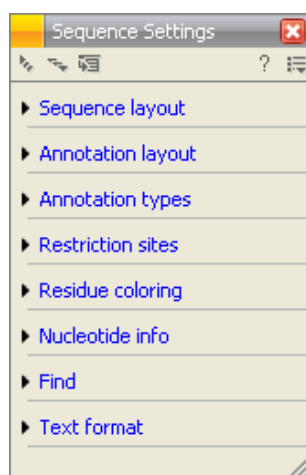 Sequence Settings
?
Sequence layout
Annotation layout
Annotation types
Restriction sites
Residue coloring
Nucleotide info
Find
Text format